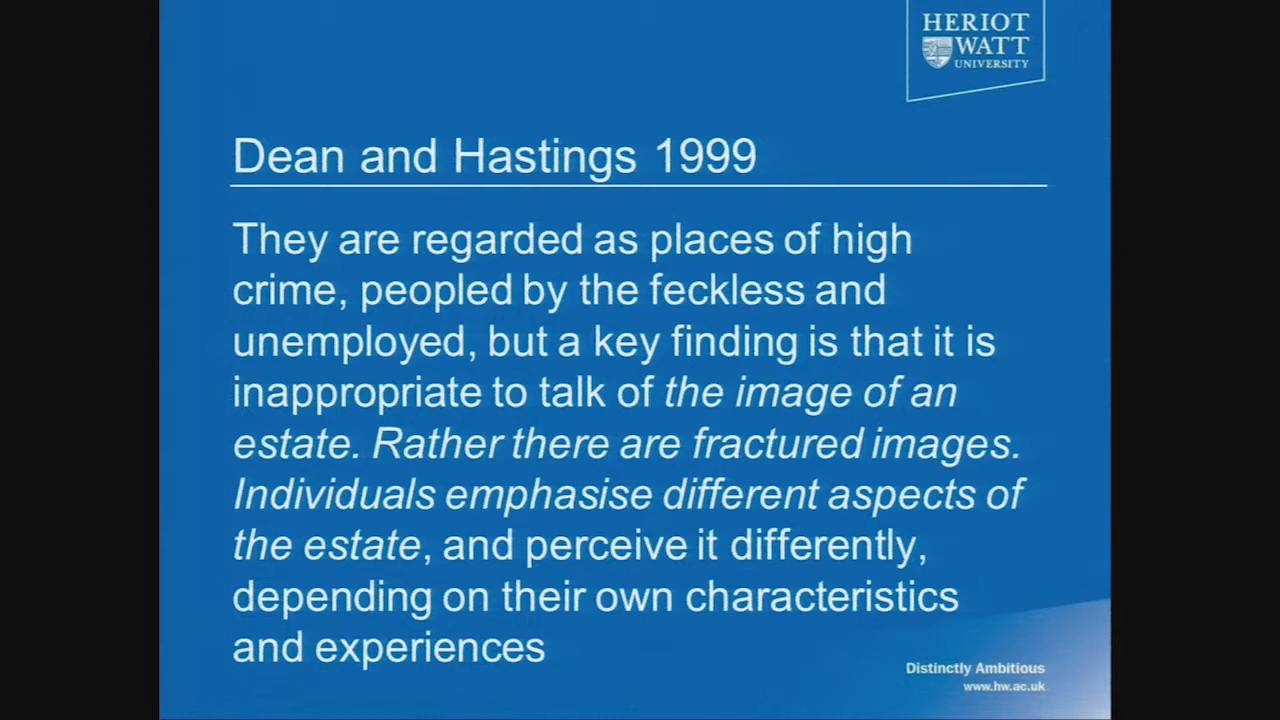 HERIOT
WATT
UNIVERSITY
Dean and Hastings 1999
They are regarded as places of high
crime, peopled by the feckless and
unemployed, but a key finding is that it is
inappropriate to talk of the image of an
estate. Rather there are fractured images.
Individuals emphasise different aspects of
the estate, and perceive it differently,
depending on their own characteristics
and experiences
Distinctly Ambitious
www.hw.ac.uk